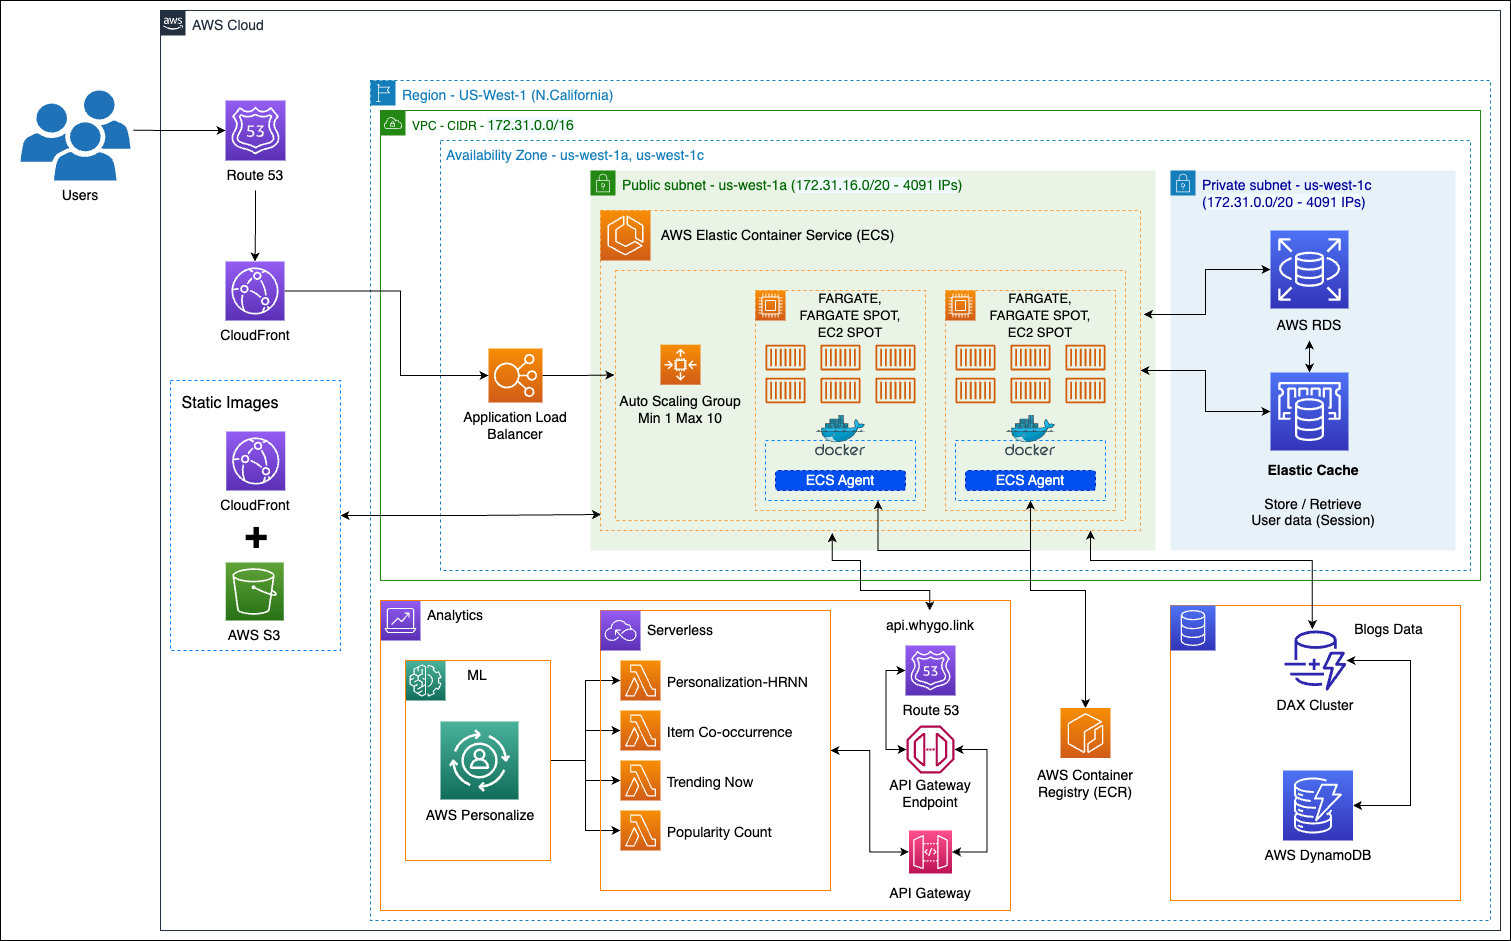 aws
AWS Cloud
Users
53
Route 53
CloudFront
Static Images
CloudFront
AWS S3
Region - US-West-1 (N.California)
VPC - CIDR - 172.31.0.0/16
Availability Zone - us-west-1a, us-west-1c
Application Load
Balancer
Public subnet - us-west-1a (172.31.16.0/20 - 4091 IPs)
AWS Elastic Container Service (ECS)
Auto Scaling Group
Min 1 Max 10
FARGATE,
FARGATE SPOT,
EC2 SPOT
docker
ECS Agent
FARGATE,
FARGATE SPOT,
EC2 SPOT
docker
ECS Agent
Private subnet - us-west-1c
(172.31.0.0/20 - 4091 IPs)
AWS RDS
Elastic Cache
Store / Retrieve
User data (Session)
Analytics
ML
AWS Personalize
Serverless
Personalization-HRNN
Item Co-occurrence
Trending Now
Popularity Count
api.whygo.link
53
Route 53
API Gateway
Endpoint
API Gateway
AWS Container
Registry (ECR)
Blogs Data
DAX Cluster
AWS DynamoDB